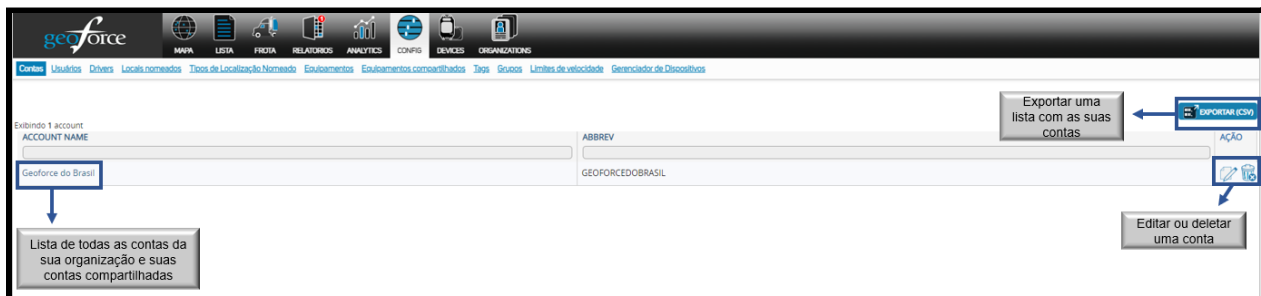 geoforce
MAPA LISTA FROTA RELATORIOS ANALYTICS CONFIG DEVICES ORGANIZATIONS
Contas Usuários Drivers Locais nomeados Tipos de Localização Nomeado Equipamentos Equipamentos compartilhados Tags Grupos Limites de velocidade Gerenciador de Dispositivos
Exportar uma
lista com as suas
contas
EXPORTAR (CSV)
Exibindo 1 account
ACCOUNT NAME ABBREV AÇÃO
Geoforce do Brasil GEOFORCEDOBRASIL
Editar ou deletar
uma conta
Lista de todas as contas da
sua organização e suas
contas compartilhadas